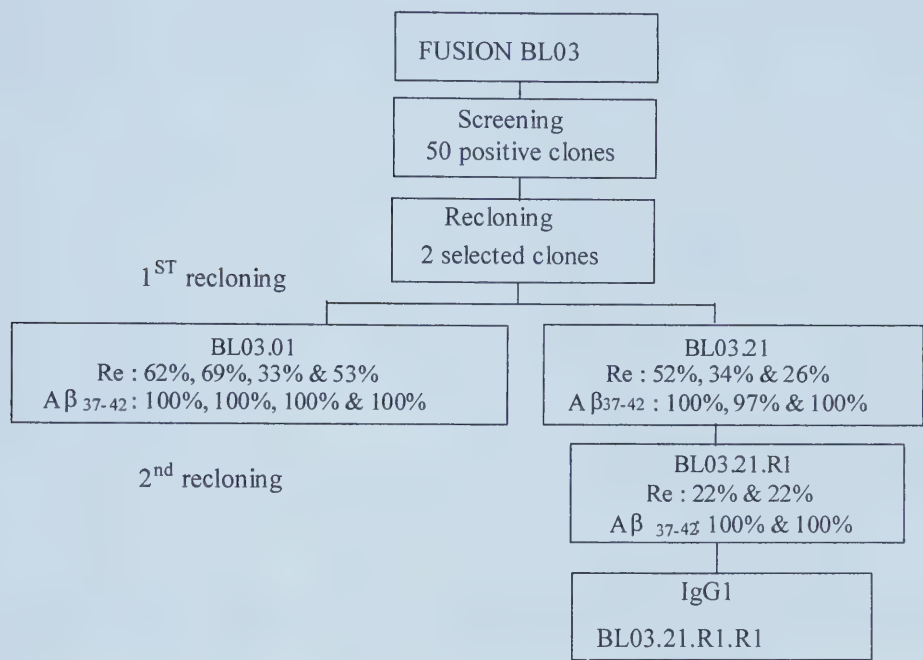 FUSION BL03
Screening
50 positive clones
Recloning
2 selected clones
1ST recloning
BL03.01
Re : 62%, 69%, 33% & 53%
Aβ 37-42 : 100%, 100%, 100% & 100%
BL03.21
Re : 52%, 34% & 26%
Aβ37-42 : 100%, 97% & 100%
2nd recloning
BL03.21.R1
Re : 22% & 22%
Aβ 37-42: 100% & 100%
IgG1
BL03.21.R1.R1